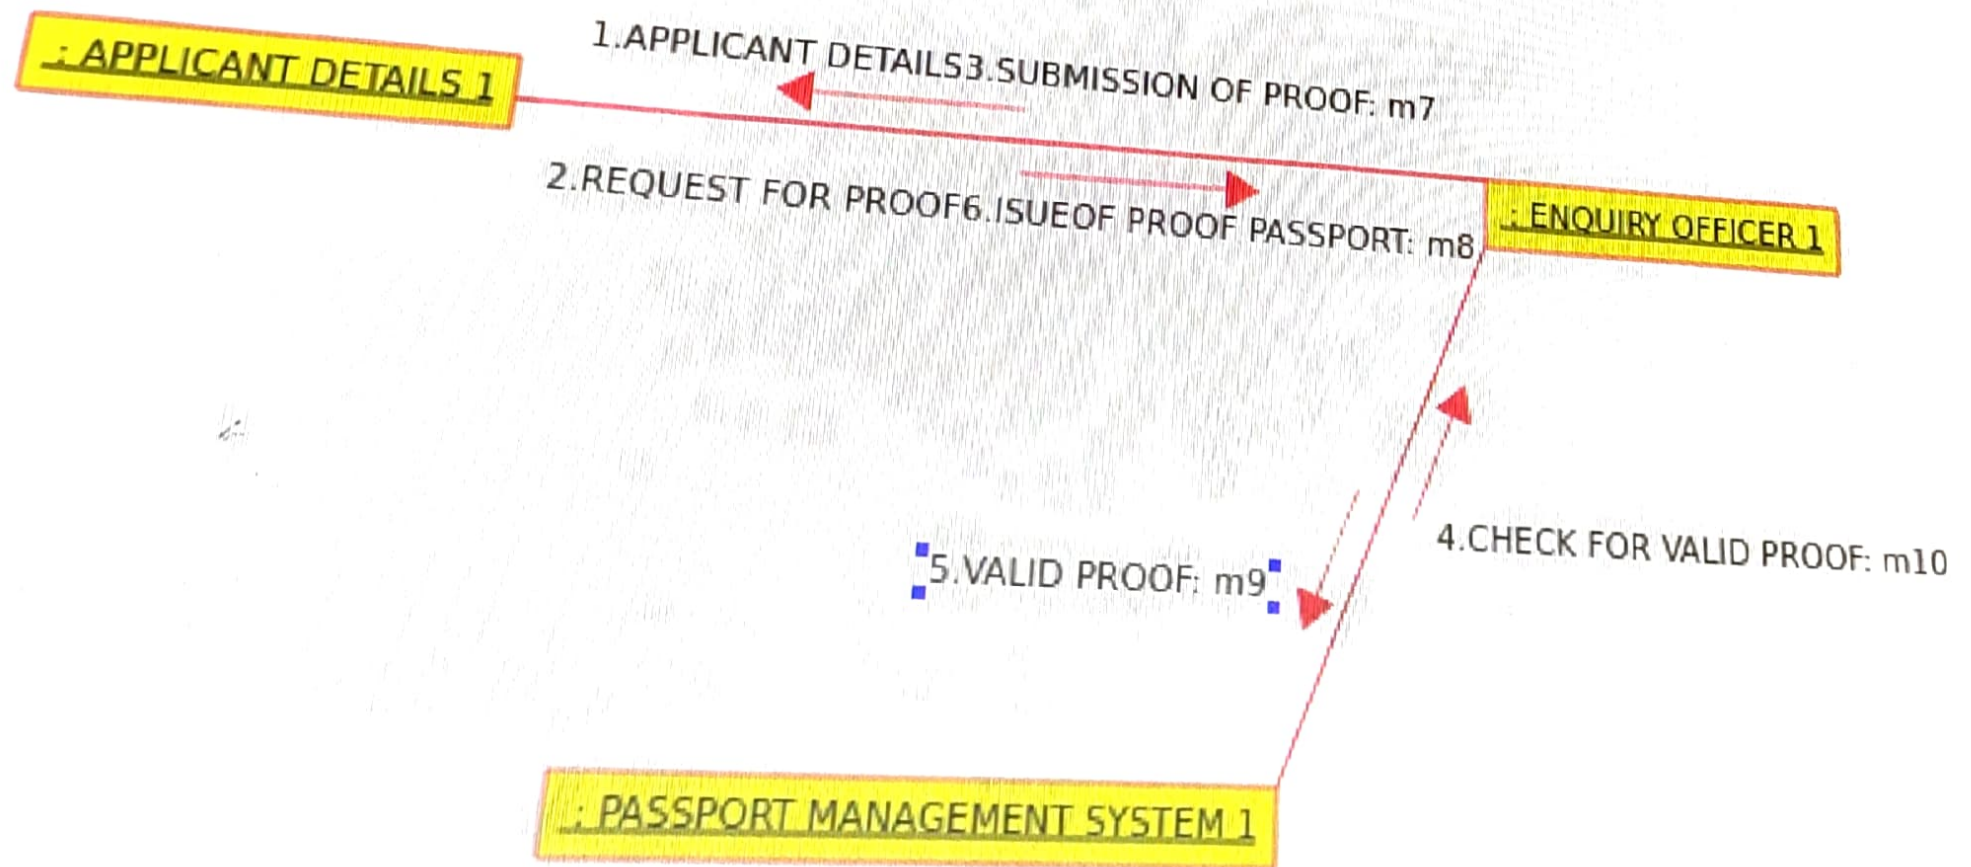 : APPLICANT DETAILS 1
1.APPLICANT DETAILS3.SUBMISSION OF PROOF: m7
2.REQUEST FOR PROOF6.ISUEOF PROOF PASSPORT: m8
: ENQUIRY OFFICER 1
4.CHECK FOR VALID PROOF: m10
5.VALID PROOF: m9
: PASSPORT MANAGEMENT SYSTEM 1